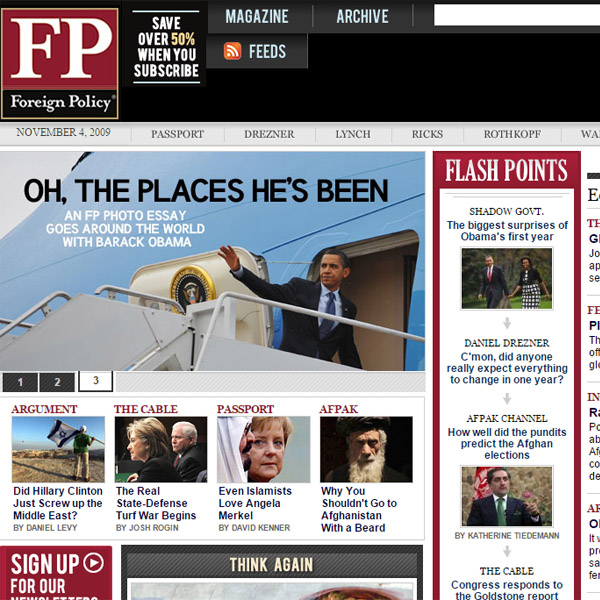 FP
Foreign Policy
SAVE
OVER 50%
WHEN YOU
SUBSCRIBE
MAGAZINE
ARCHIVE
FEEDS
NOVEMBER 4, 2009
PASSPORT
DREZNER
LYNCH
RICKS
ROTHKOPF
WA
OH, THE PLACES HE'S BEEN
AN FP PHOTO ESSAY
GOES AROUND THE WORLD
WITH BARACK OBAMA
1
2
3
ARGUMENT
Did Hillary Clinton
Just Screw up the
Middle East?
BY DANIEL LEVY
THE CABLE
The Real
State-Defense
Turf War Begins
BY JOSH ROGIN
PASSPORT
Even Islamists
Love Angela
Merkel
BY DAVID KENNER
AFPAK
Why You
Shouldn't Go to
Afghanistan
With a Beard
SIGN UP
FOR OUR
NEWSLETTERS
THINK AGAIN
FLASH POINTS
SHADOW GOVT.
The biggest surprises of
Obama's first year
DANIEL DREZNER
C'mon, did anyone
really expect everything
to change in one year?
AFPAK CHANNEL
How well did the pundits
predict the Afghan
elections
BY KATHERINE TIEDEMANN
THE CABLE
Congress responds to
the Goldstone report